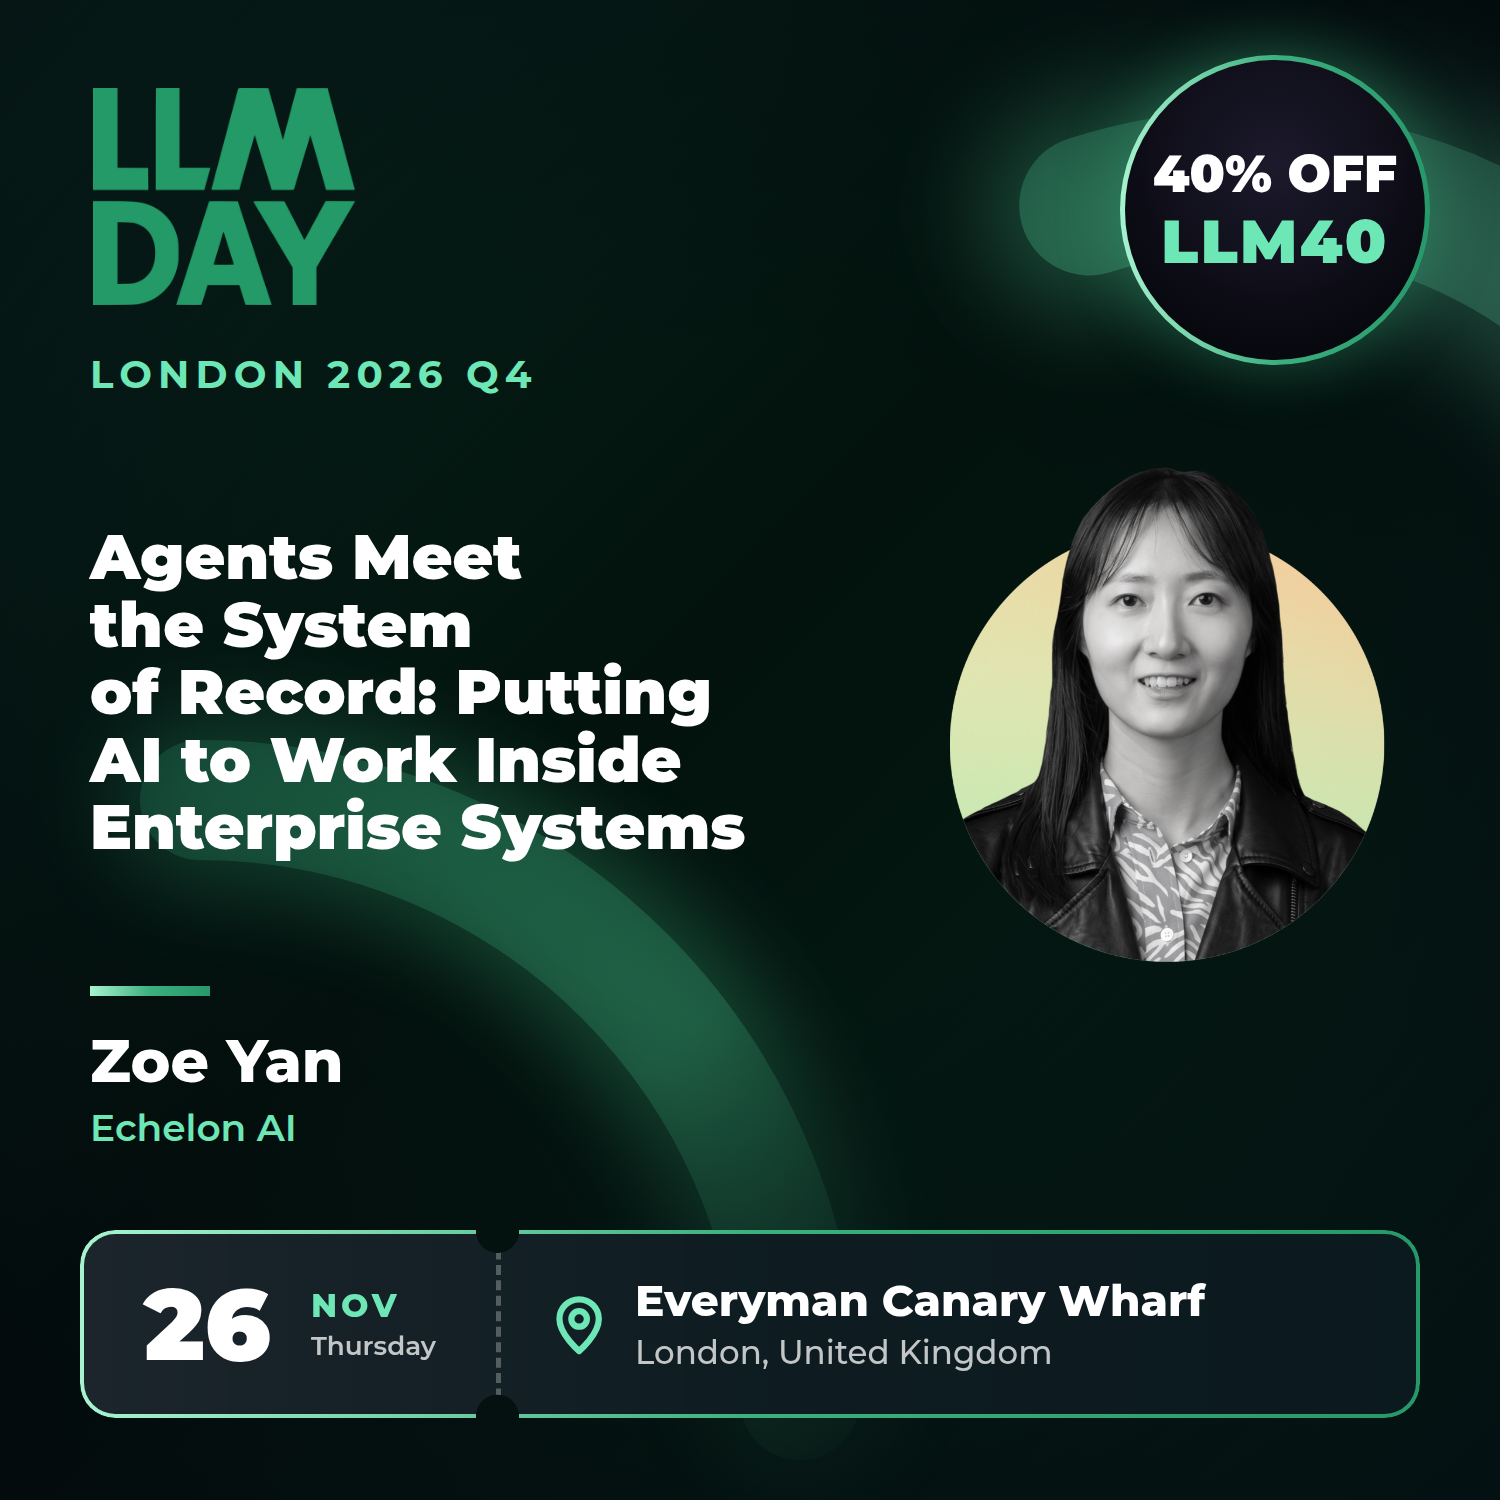 LLM
DAY
LONDON 2026 Q4
40% OFF
LLM40
Agents Meet
the System
of Record: Putting
AI to Work Inside
Enterprise Systems
Zoe Yan
Echelon AI
26
NOV
Thursday
Everyman Canary Wharf
London, United Kingdom